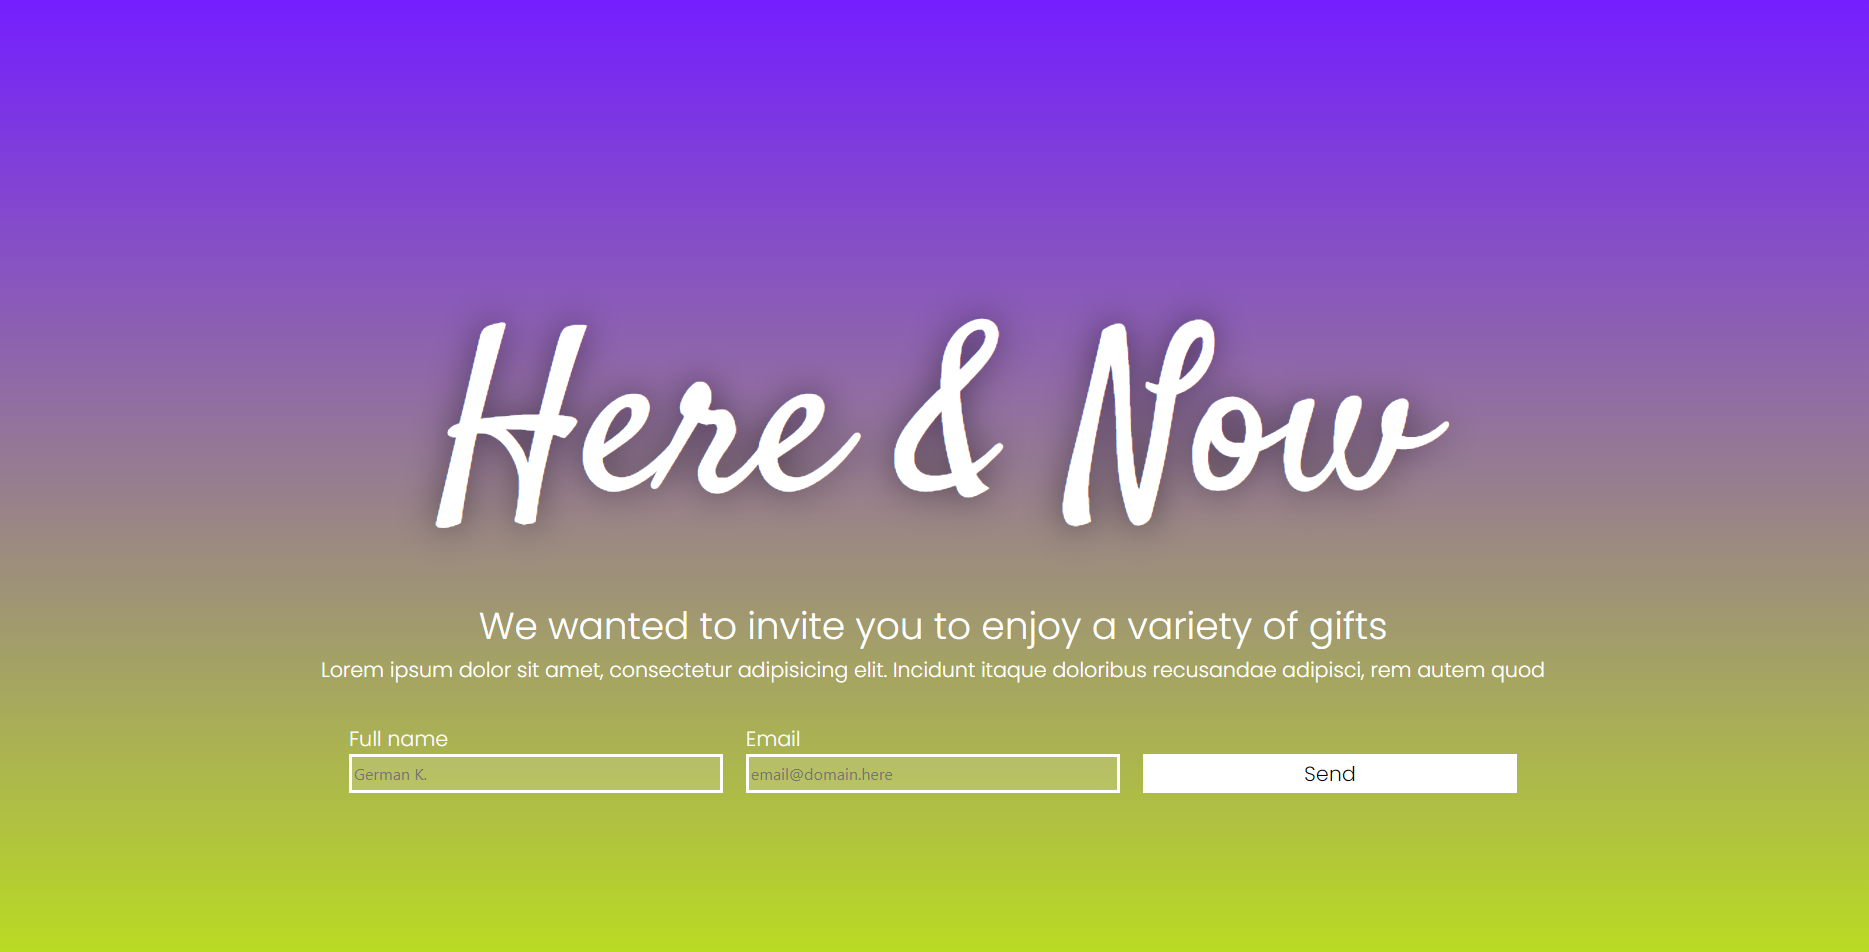 Here & Now
We wanted to invite you to enjoy a variety of gifts
Lorem ipsum dolor sit amet, consectetur adipisicing elit. Incidunt itaque doloribus recusandae adipisci, rem autem quod
Full name
Email
German K.
email@domain.here
Send